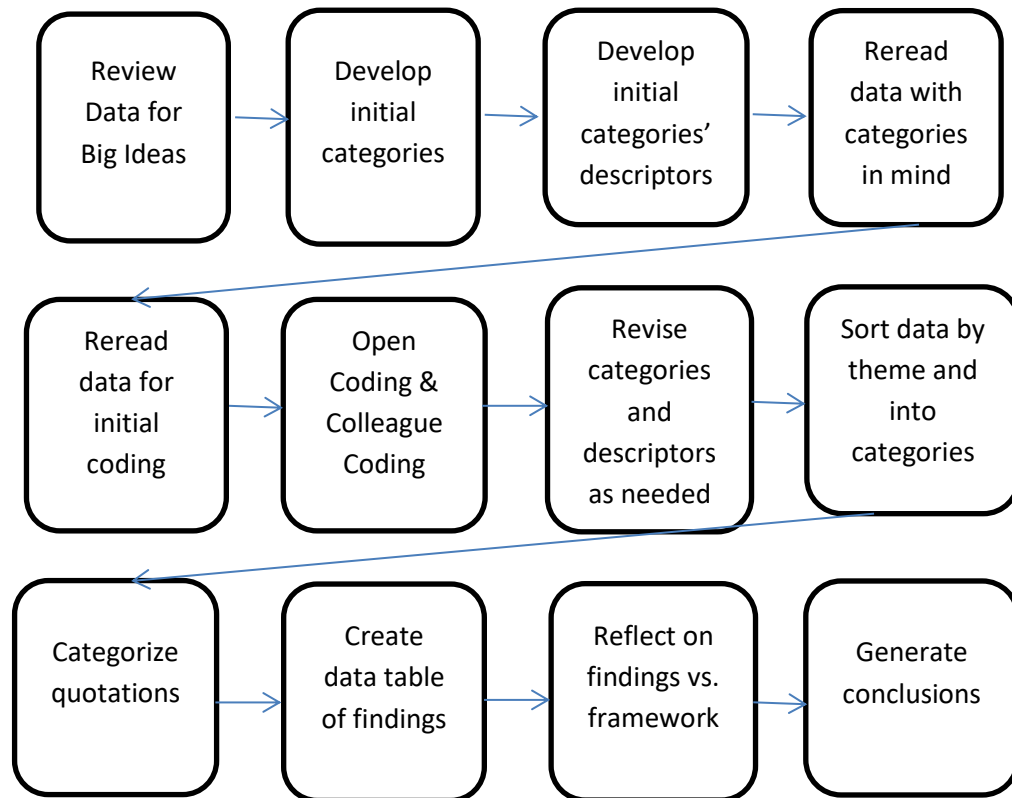 Review
Data for
Big Ideas
Develop
initial
categories
Develop
initial
categories’
descriptors
Reread
data with
categories
in mind
Reread
data for
initial
coding
Open
Coding &
Colleague
Coding
Revise
categories
and
descriptors
as needed
Sort data by
theme and
into
categories
Categorize
quotations
Create
data table
of findings
Reflect on
findings vs.
framework
Generate
conclusions